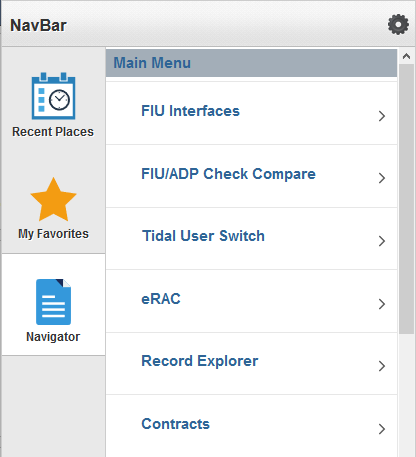 NavBar
Recent Places
My Favorites
Navigator
Main Menu
FIU Interfaces
FIU/ADP Check Compare
Tidal User Switch
eRAC
Record Explorer
Contracts